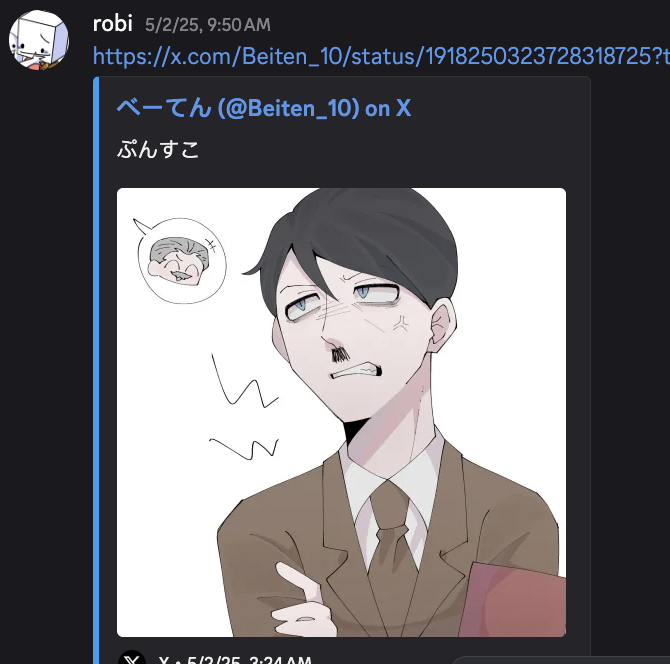 robi 5/2/25, 9:50 AM
https://x.com/Beiten_10/status/1918250323728318725?t
べーてん (@Beiten_10) on X
ぷんすこ
X • 5/2/25, 3:24 AM